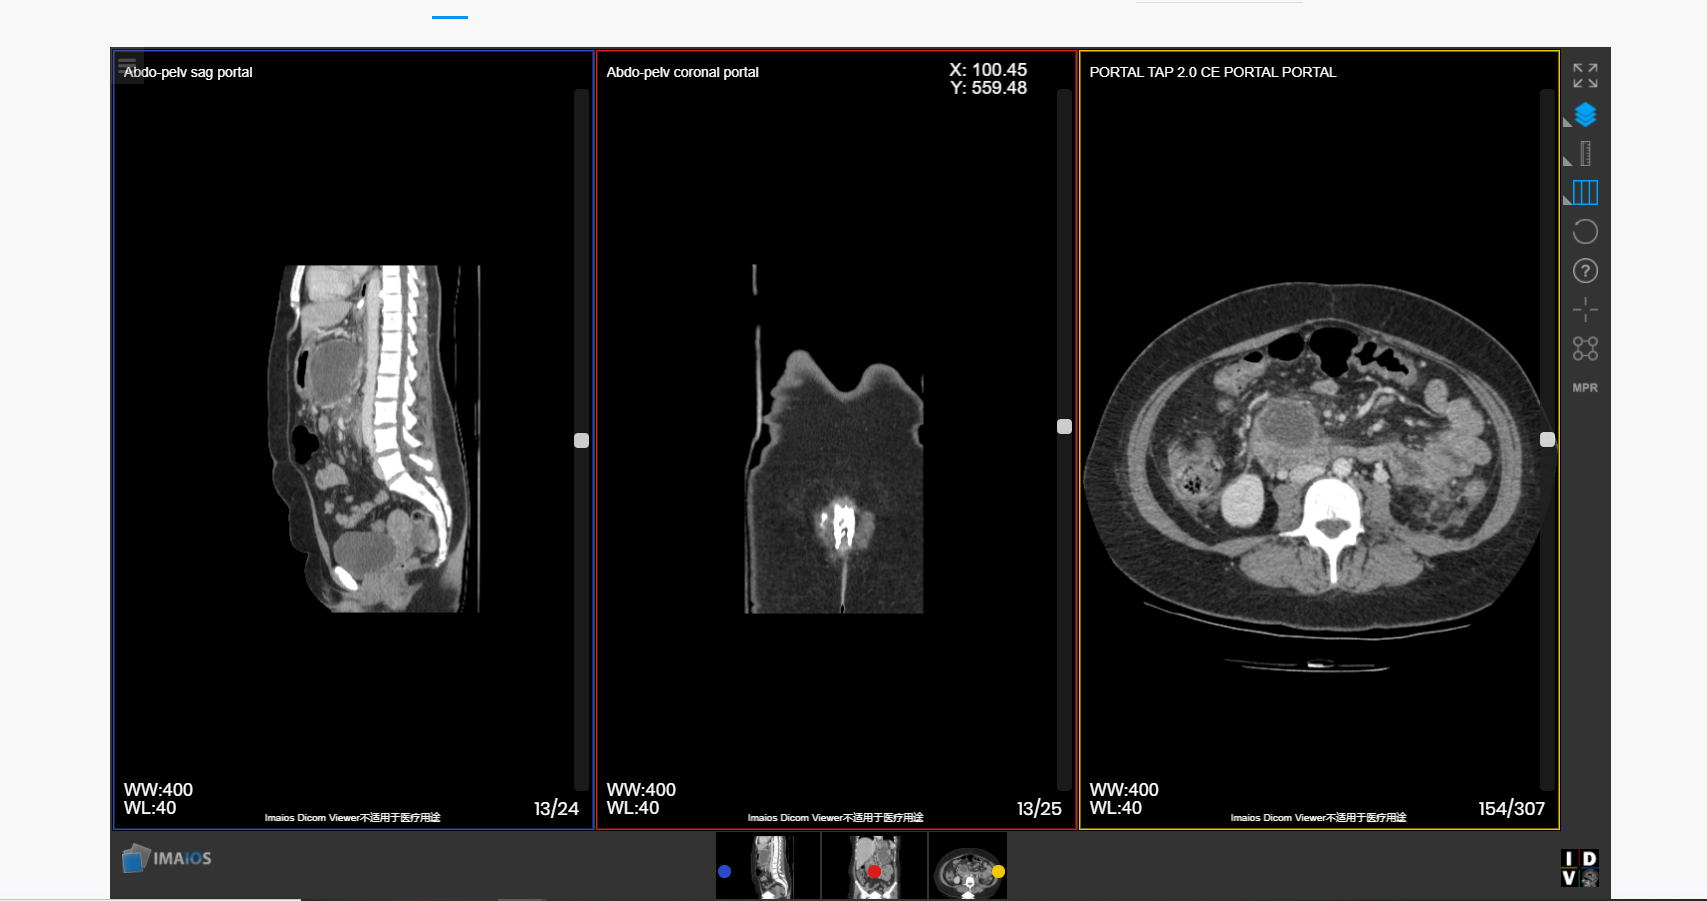 Abdo-pelv sag portal
WW:400
WL:40
Imaios Dicom Viewer不适用于医疗用途
13/24
Abdo-pelv coronal portal
X: 100.45
Y: 559.48
WW:400
WL:40
Imaios Dicom Viewer不适用于医疗用途
13/25
PORTAL TAP 2.0 CE PORTAL PORTAL
WW:400
WL:40
Imaios Dicom Viewer不适用于医疗用途
154/307
?
MPR
IMAIOS
I D
V